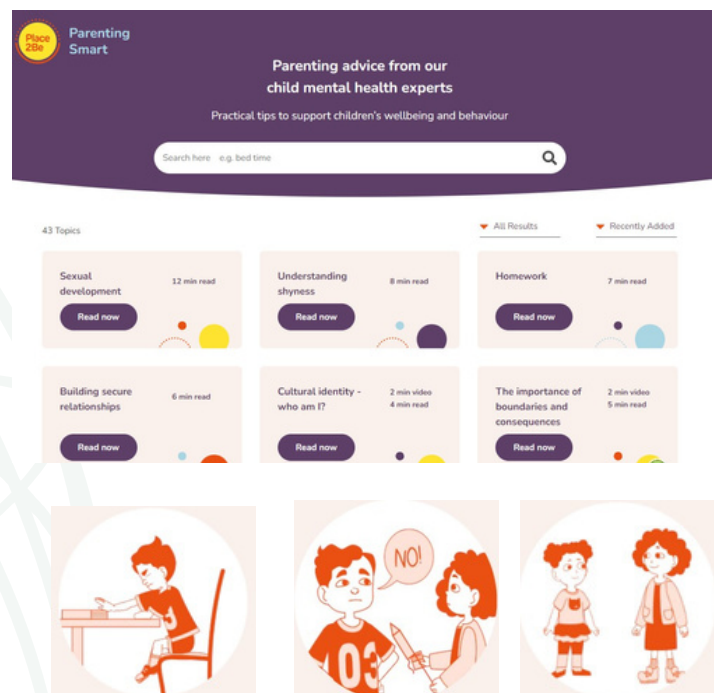 Place
2Be
Parenting
Smart
Parenting advice from our
child mental health experts
Practical tips to support children's wellbeing and behaviour
Search here e.g. bed time
43 Topics
All Results
Recently Added
Sexual
development
12 min read
Read now
Understanding
shyness
8 min read
Read now
Homework
7 min read
Read now
Building secure
relationships
6 min read
Read now
Cultural identity -
who am I?
2 min video
4 min read
Read now
The importance of
boundaries and
consequences
2 min video
5 min read
Read now
NO!
03